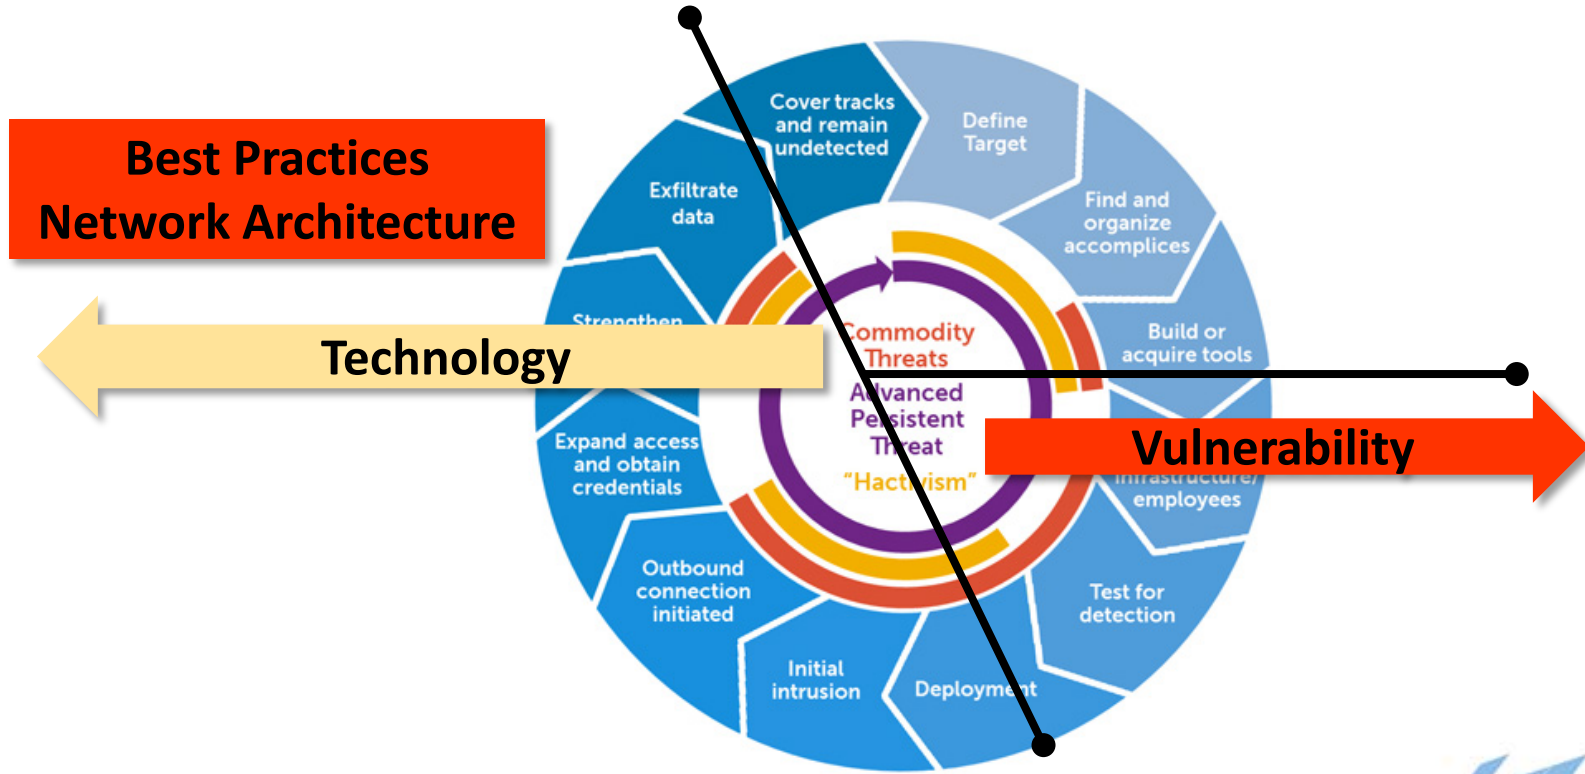 Best Practices
Network Architecture
Technology
Vulnerability
Cover tracks
and remain
undetected
Define
Target
Find and
organize
accomplices
Build or
acquire tools
infrastructure/
employees
Test for
detection
Deployment
Initial
intrusion
Outbound
connection
initiated
Expand access
and obtain
credentials
Strengthen
Exfiltrate
data
Commodity
Threats
Advanced
Persistent
Threat
"Hactivism"